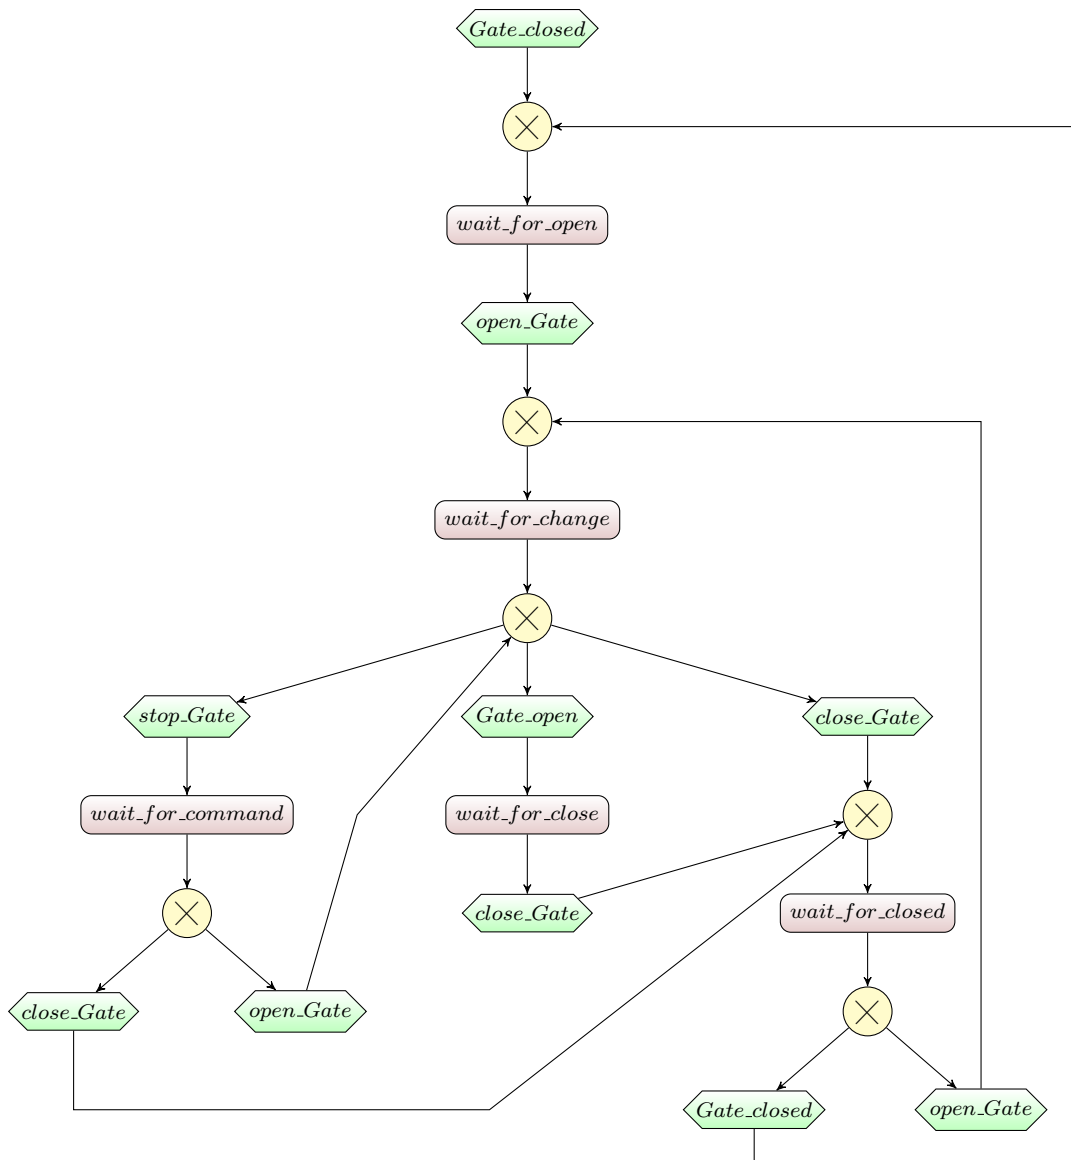 Gate_closed
wait_for_open
open_Gate
wait_for_change
stop_Gate
Gate_open
close_Gate
wait_for_command
wait_for_close
close_Gate
wait_for_closed
close_Gate
open_Gate
Gate_closed
open_Gate